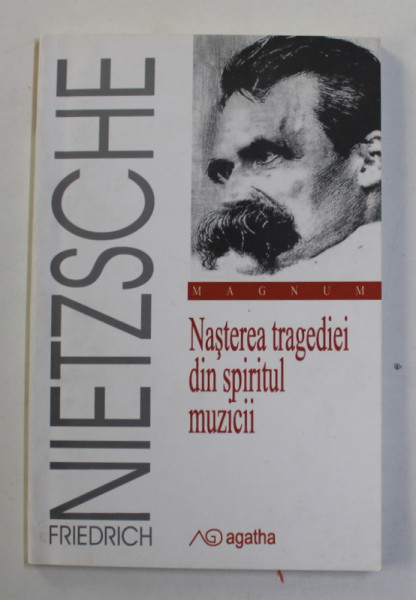 FRIEDRICH
NIETZSCHE
MAGNUM
Nașterea tragediei
din spiritul
muzicii
AG agatha